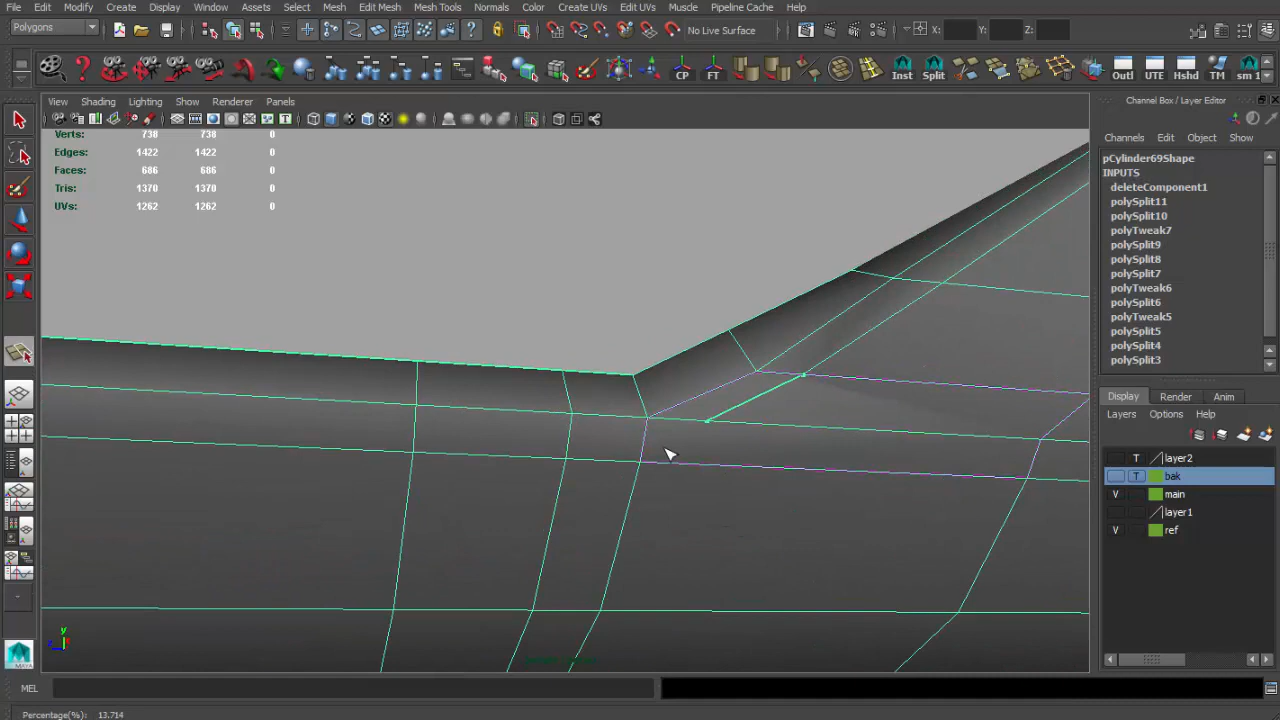 File Edit Modify Create Display Window Assets Select Mesh Edit Mesh Mesh Tools Normals Color Create UVs Edit UVs Muscle Pipeline Cache Help
Polygons No Live Surface X: Y: Z:
CP FT Inst Split Outl UTE Hshd TM sm 1
View Shading Lighting Show Renderer Panels
Channel Box / Layer Editor
Channels Edit Object Show
Verts: 738 738 0
Edges: 1422 1422 0
Faces: 686 686 0
Tris: 1370 1370 0
UVs: 1262 1262 0
pCylinder69Shape
INPUTS
deleteComponent1
polySplit11
polySplit10
polyTweak7
polySplit9
polySplit8
polySplit7
polyTweak6
polySplit6
polyTweak5
polySplit5
polySplit4
polySplit3
Display Render Anim
Layers Options Help
T layer2
T bak
V main
layer1
V ref
y
MAYA
MEL
Percentage(%): 13.714